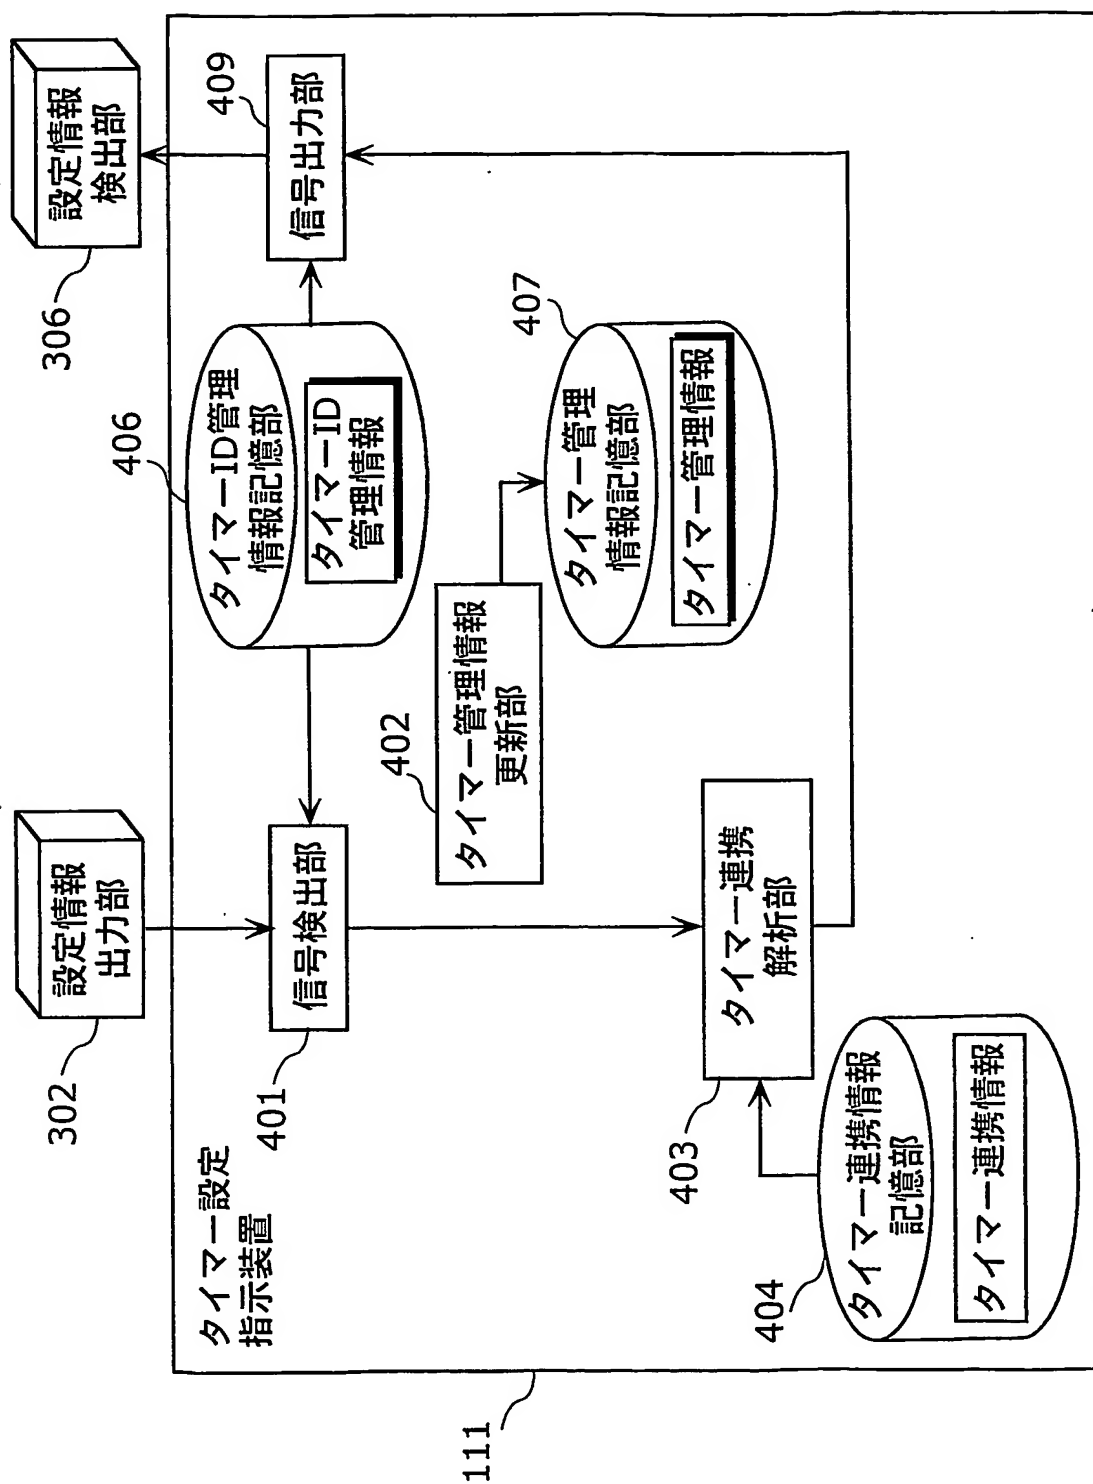 302
設定情報
出力部
306
設定情報
検出部
111
タイマー設定
指示装置
401
信号検出部
406
タイマーID管理
情報記憶部
タイマーID
管理情報
409
信号出力部
402
タイマー管理情報
更新部
407
タイマー管理
情報記憶部
タイマー管理情報
403
タイマー連携
解析部
404
タイマー連携情報
記憶部
タイマー連携情報